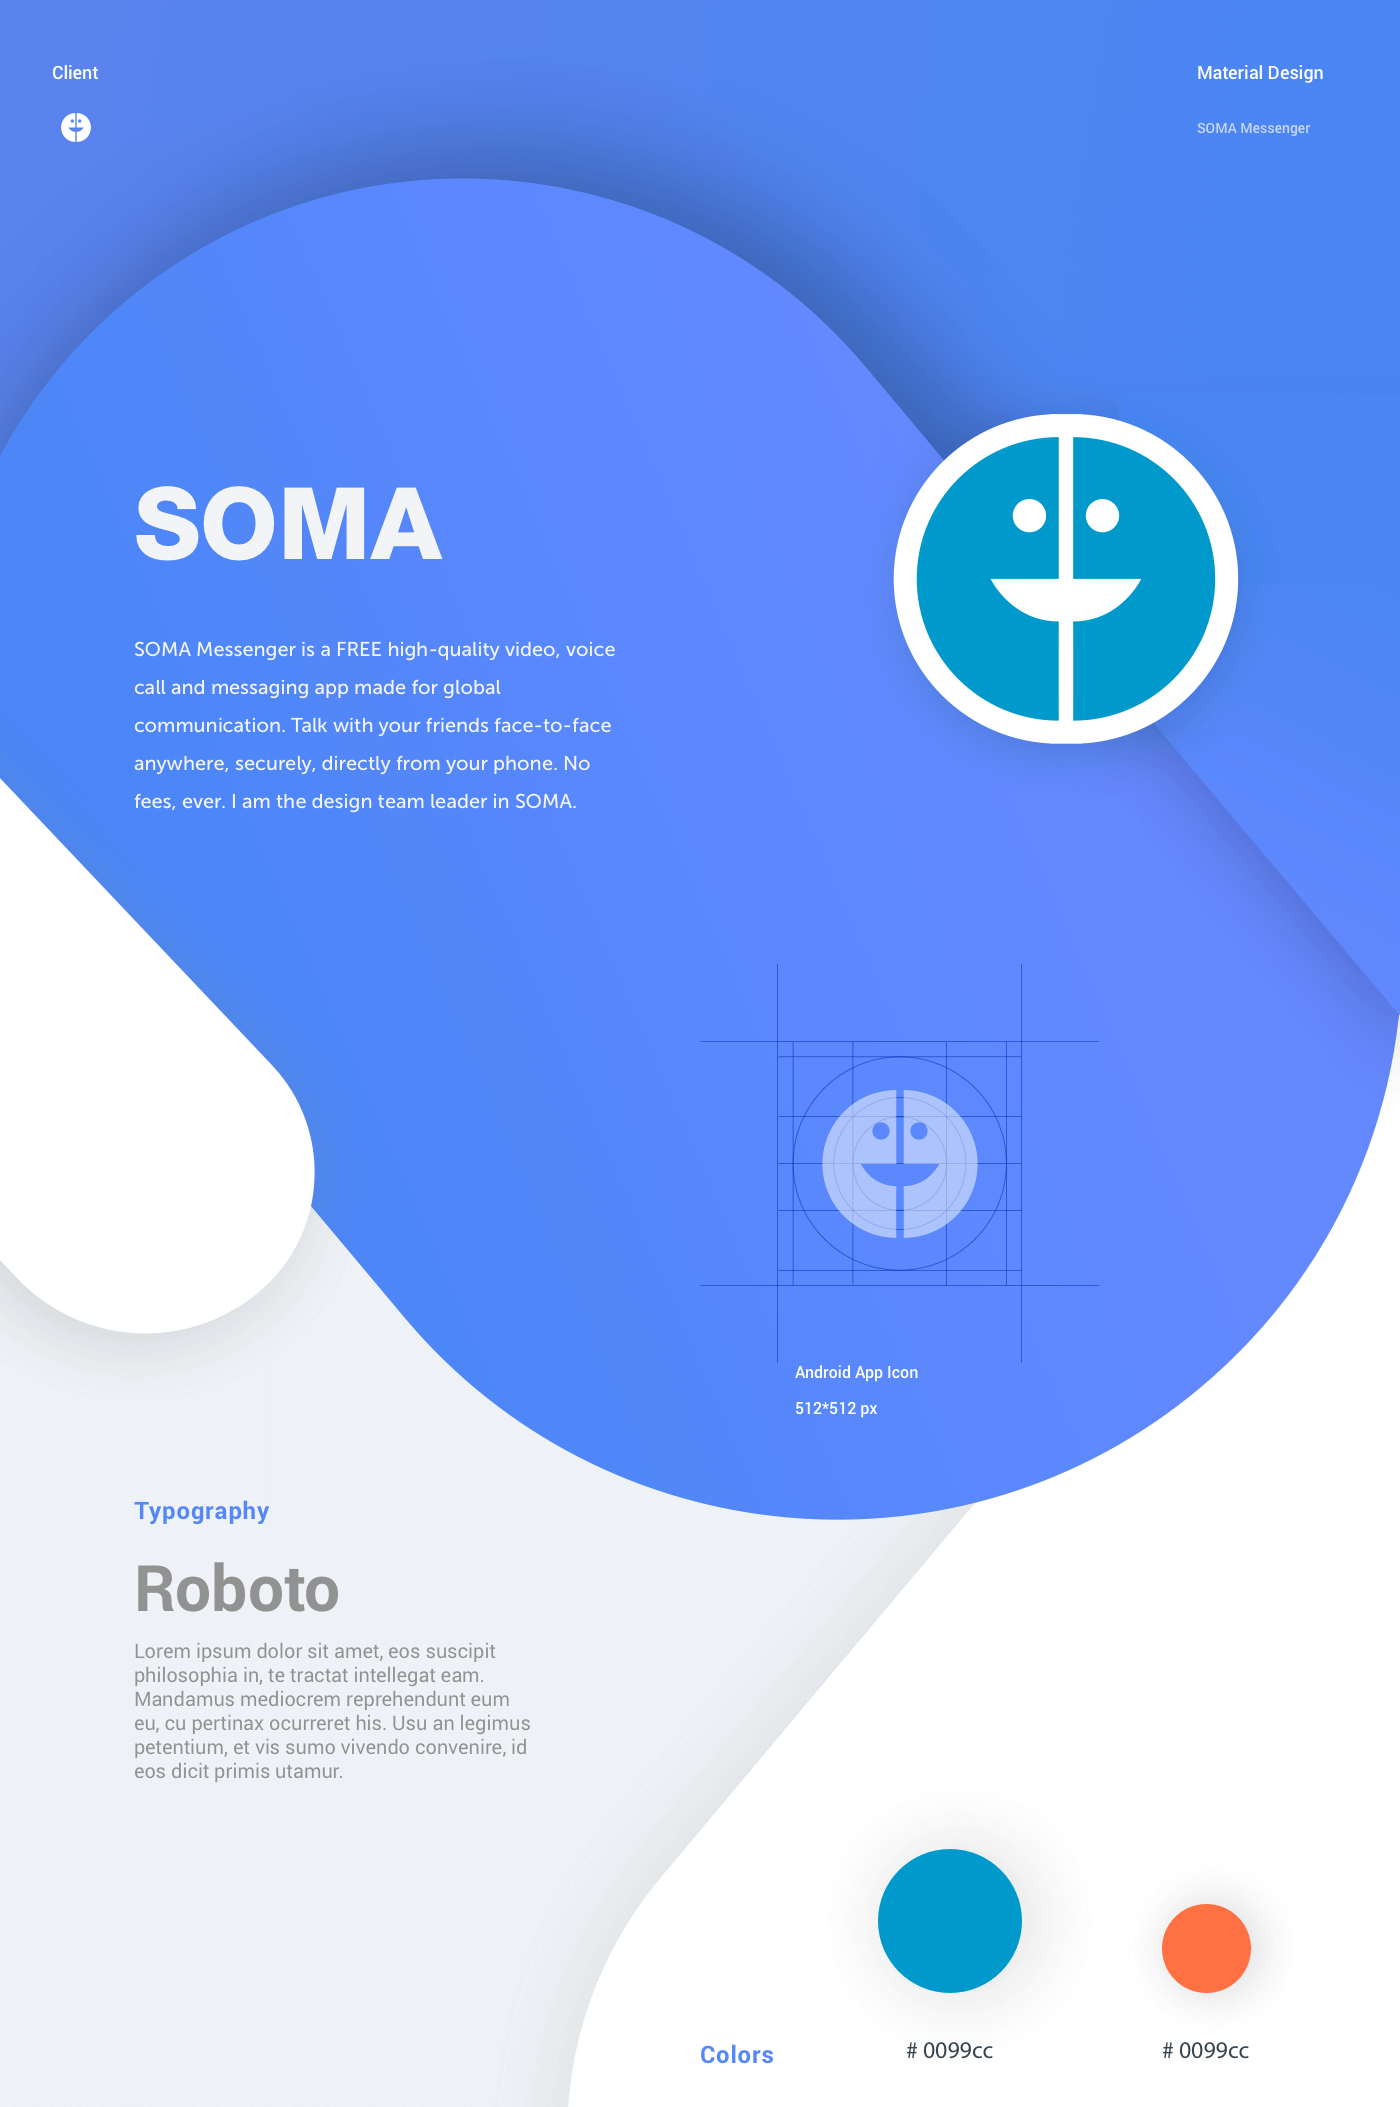 Client
Material Design
SOMA Messenger
SOMA
SOMA Messenger is a FREE high-quality video, voice
call and messaging app made for global
communication. Talk with your friends face-to-face
anywhere, securely, directly from your phone. No
fees, ever. I am the design team leader in SOMA.
Android App Icon
512*512 px
Typography
Roboto
Lorem ipsum dolor sit amet, eos suscipit
philosophia in, te tractat intellegat eam.
Mandamus mediocrem reprehendunt eum
eu, cu pertinax ocurreret his. Usu an legimus
petentium, et vis sumo vivendo convenire, id
eos dicit primis utamur.
Colors
# 0099cc
# 0099cc